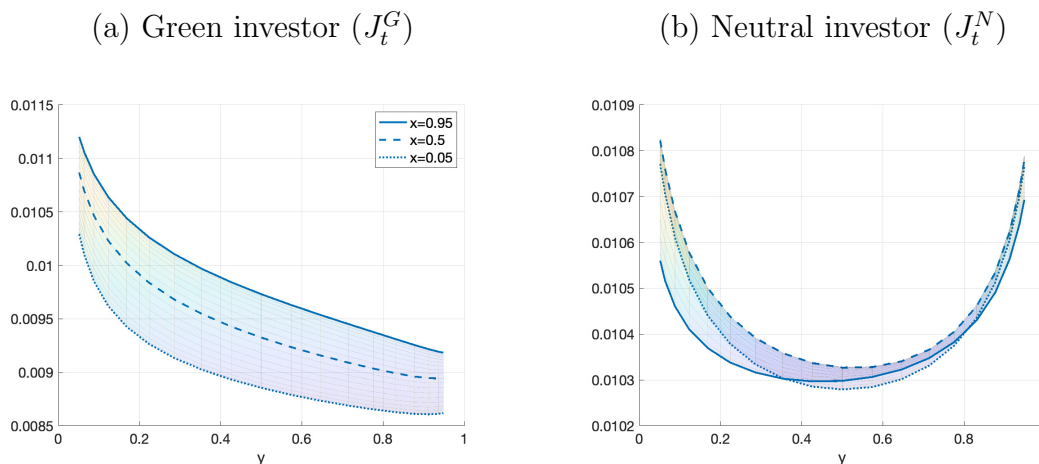 (a) Green investor (J_t^G)
(b) Neutral investor (J_t^N)
0.0115
0.011
0.0105
0.01
0.0095
0.009
0.0085
0 0.2 0.4 0.6 0.8 1
y
x=0.95
x=0.5
x=0.05
0.0109
0.0108
0.0107
0.0106
0.0105
0.0104
0.0103
0.0102
0 0.2 0.4 0.6 0.8
y